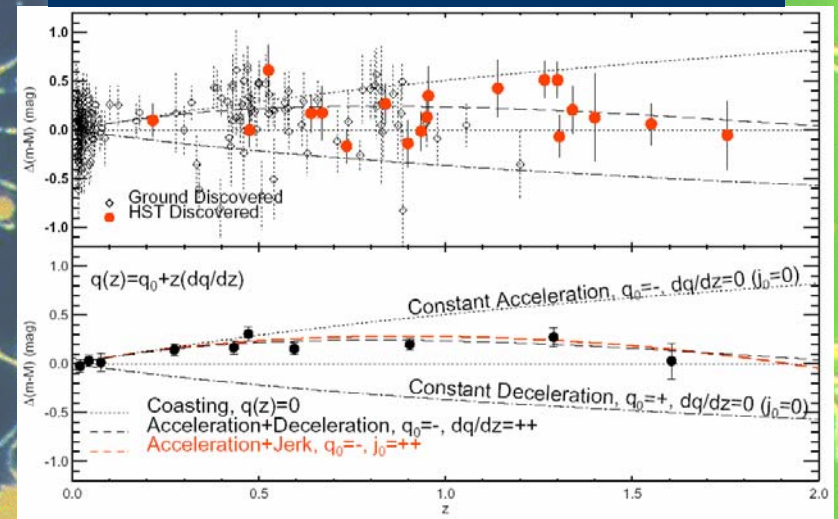 1.0
0.5
0.0
-0.5
-1.0
Δ(m-M) (mag)
Ground Discovered
HST Discovered
1.0
0.5
0.0
-0.5
-1.0
Δ(m-M) (mag)
q(z)=q₀+z(dq/dz)
Constant Acceleration, q₀=-, dq/dz=0 (j₀=0)
Constant Deceleration, q₀=+, dq/dz=0 (j₀=0)
Coasting, q(z)=0
Acceleration+Deceleration, q₀=-, dq/dz=++
Acceleration+Jerk, q₀=-, j₀=++
0.0 0.5 1.0 1.5 2.0
z